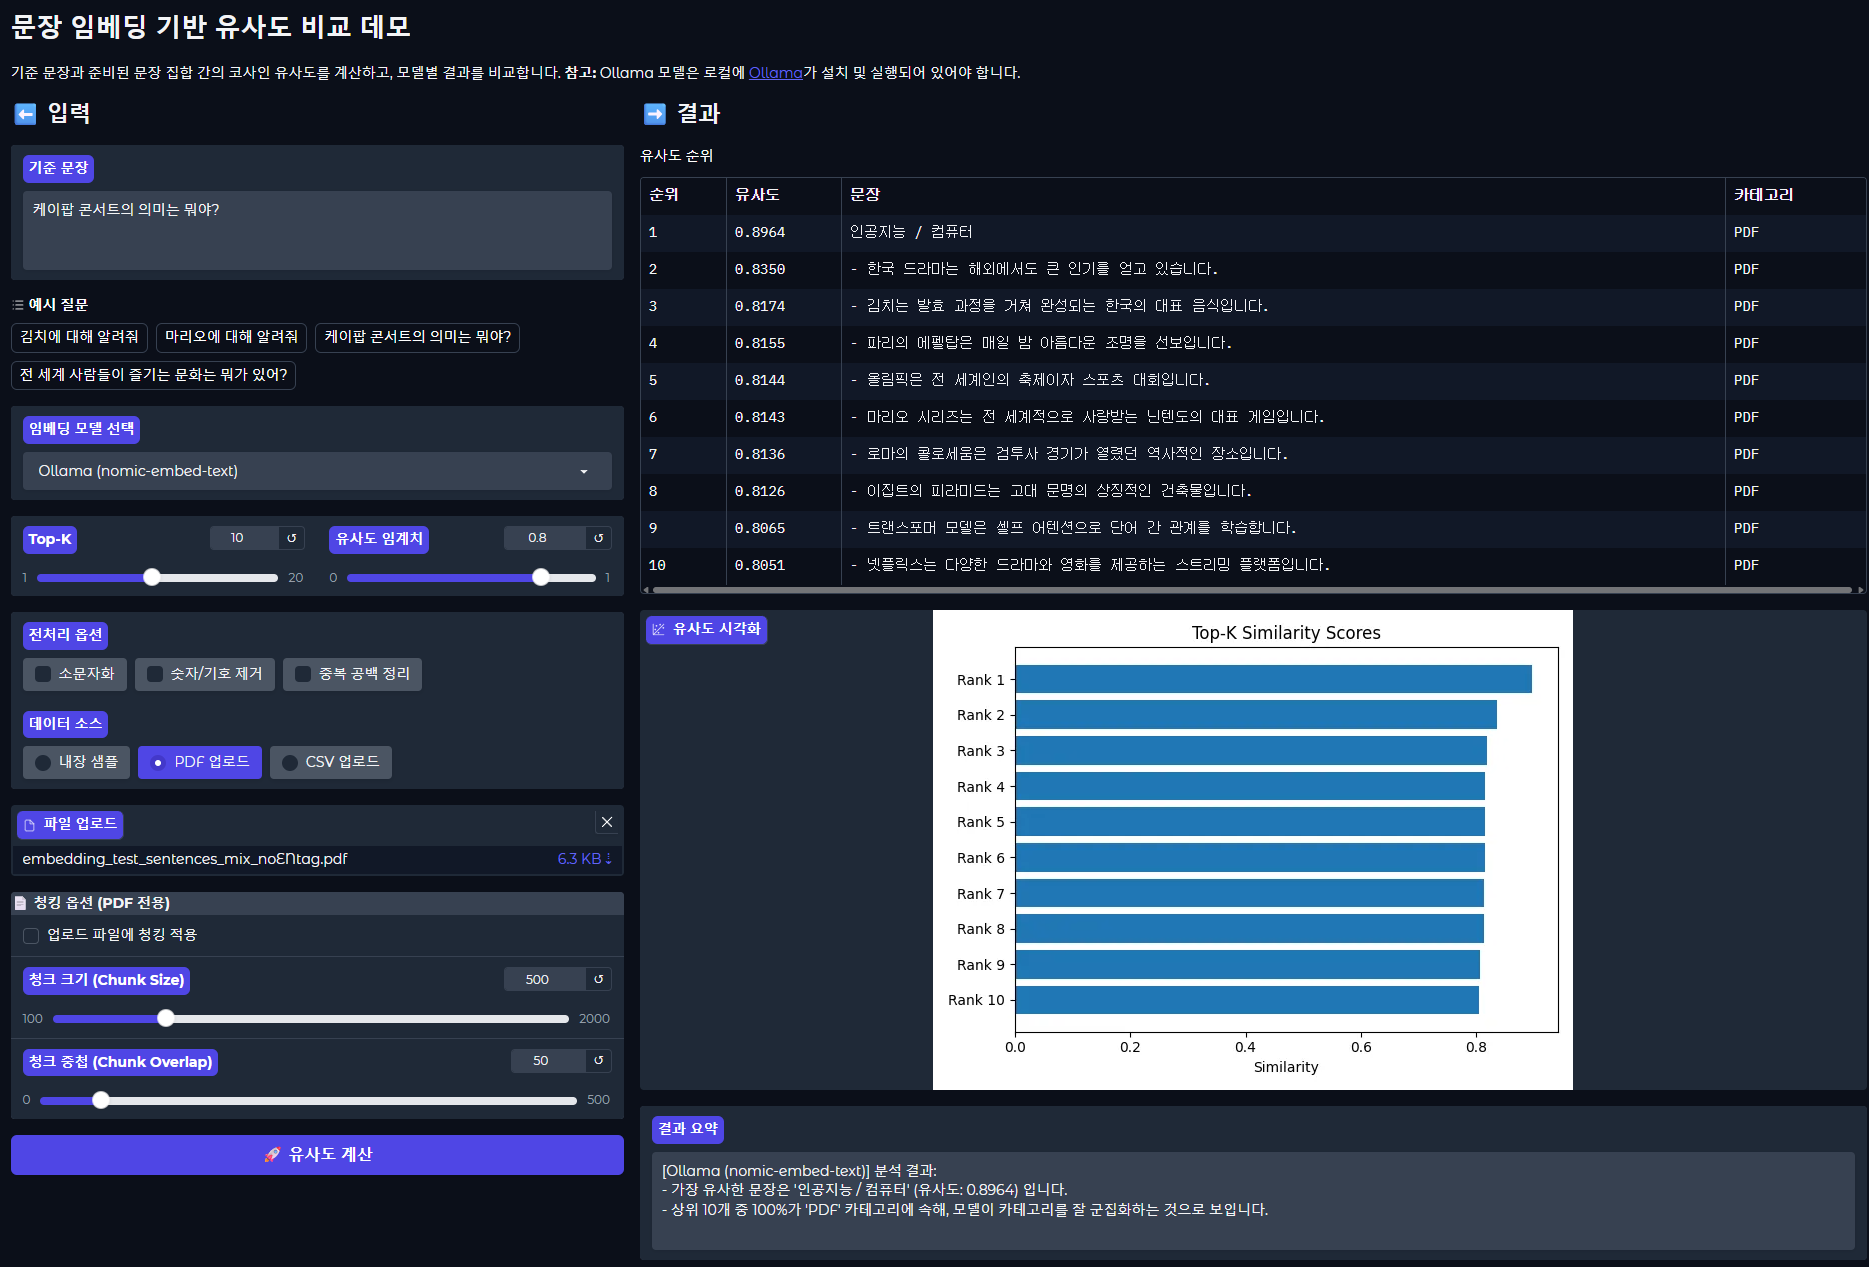 문장 임베딩 기반 유사도 비교 데모
기준 문장과 준비된 문장 집합 간의 코사인 유사도를 계산하고, 모델별 결과를 비교합니다. 참고: Ollama 모델은 로컬에 Ollama가 설치 및 실행되어 있어야 합니다.
입력
기준 문장
케이팝 콘서트의 의미는 뭐야?
예시 질문
김치에 대해 알려줘 마리오에 대해 알려줘 케이팝 콘서트의 의미는 뭐야?
전 세계 사람들이 즐기는 문화는 뭐가 있어?
임베딩 모델 선택
Ollama (nomic-embed-text)
Top-K 10 ↺ 유사도 임계치 0.8 ↺
1 20 0 1
전처리 옵션
소문자화 숫자/기호 제거 중복 공백 정리
데이터 소스
내장 샘플 PDF 업로드 CSV 업로드
파일 업로드
embedding_test_sentences_mix_noENtag.pdf 6.3 KB ⇣
청킹 옵션 (PDF 전용)
업로드 파일에 청킹 적용
청크 크기 (Chunk Size) 500 ↺
100 2000
청크 중첩 (Chunk Overlap) 50 ↺
0 500
유사도 계산
결과
유사도 순위
순위 유사도 문장 카테고리
1 0.8964 인공지능 / 컴퓨터 PDF
2 0.8350 - 한국 드라마는 해외에서도 큰 인기를 얻고 있습니다. PDF
3 0.8174 - 김치는 발효 과정을 거쳐 완성되는 한국의 대표 음식입니다. PDF
4 0.8155 - 파리의 에펠탑은 매일 밤 아름다운 조명을 선보입니다. PDF
5 0.8144 - 올림픽은 전 세계인의 축제이자 스포츠 대회입니다. PDF
6 0.8143 - 마리오 시리즈는 전 세계적으로 사랑받는 닌텐도의 대표 게임입니다. PDF
7 0.8136 - 로마의 콜로세움은 검투사 경기가 열렸던 역사적인 장소입니다. PDF
8 0.8126 - 이집트의 피라미드는 고대 문명의 상징적인 건축물입니다. PDF
9 0.8065 - 트랜스포머 모델은 셀프 어텐션으로 단어 간 관계를 학습합니다. PDF
10 0.8051 - 넷플릭스는 다양한 드라마와 영화를 제공하는 스트리밍 플랫폼입니다. PDF
유사도 시각화
Top-K Similarity Scores
Rank 1
Rank 2
Rank 3
Rank 4
Rank 5
Rank 6
Rank 7
Rank 8
Rank 9
Rank 10
0.0 0.2 0.4 0.6 0.8
Similarity
결과 요약
[Ollama (nomic-embed-text)] 분석 결과:
- 가장 유사한 문장은 '인공지능 / 컴퓨터' (유사도: 0.8964) 입니다.
- 상위 10개 중 100%가 'PDF' 카테고리에 속해, 모델이 카테고리를 잘 군집화하는 것으로 보입니다.